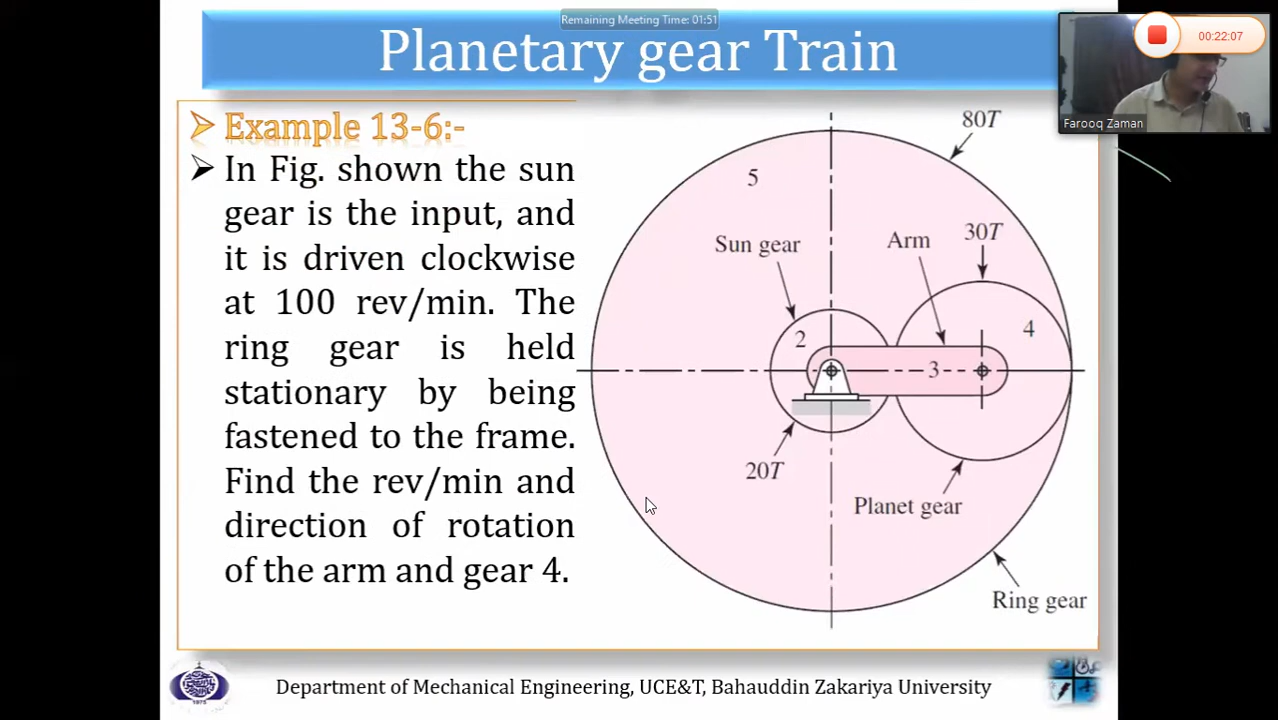 Remaining Meeting Time: 01:51
Planetary gear Train
00:22:07
Farooq Zaman
Example 13-6:-
In Fig. shown the sun
gear is the input, and
it is driven clockwise
at 100 rev/min. The
ring gear is held
stationary by being
fastened to the frame.
Find the rev/min and
direction of rotation
of the arm and gear 4.
80T
5
Sun gear
Arm
30T
2
4
3
20T
Planet gear
Ring gear
Department of Mechanical Engineering, UCE&T, Bahauddin Zakariya University
1975